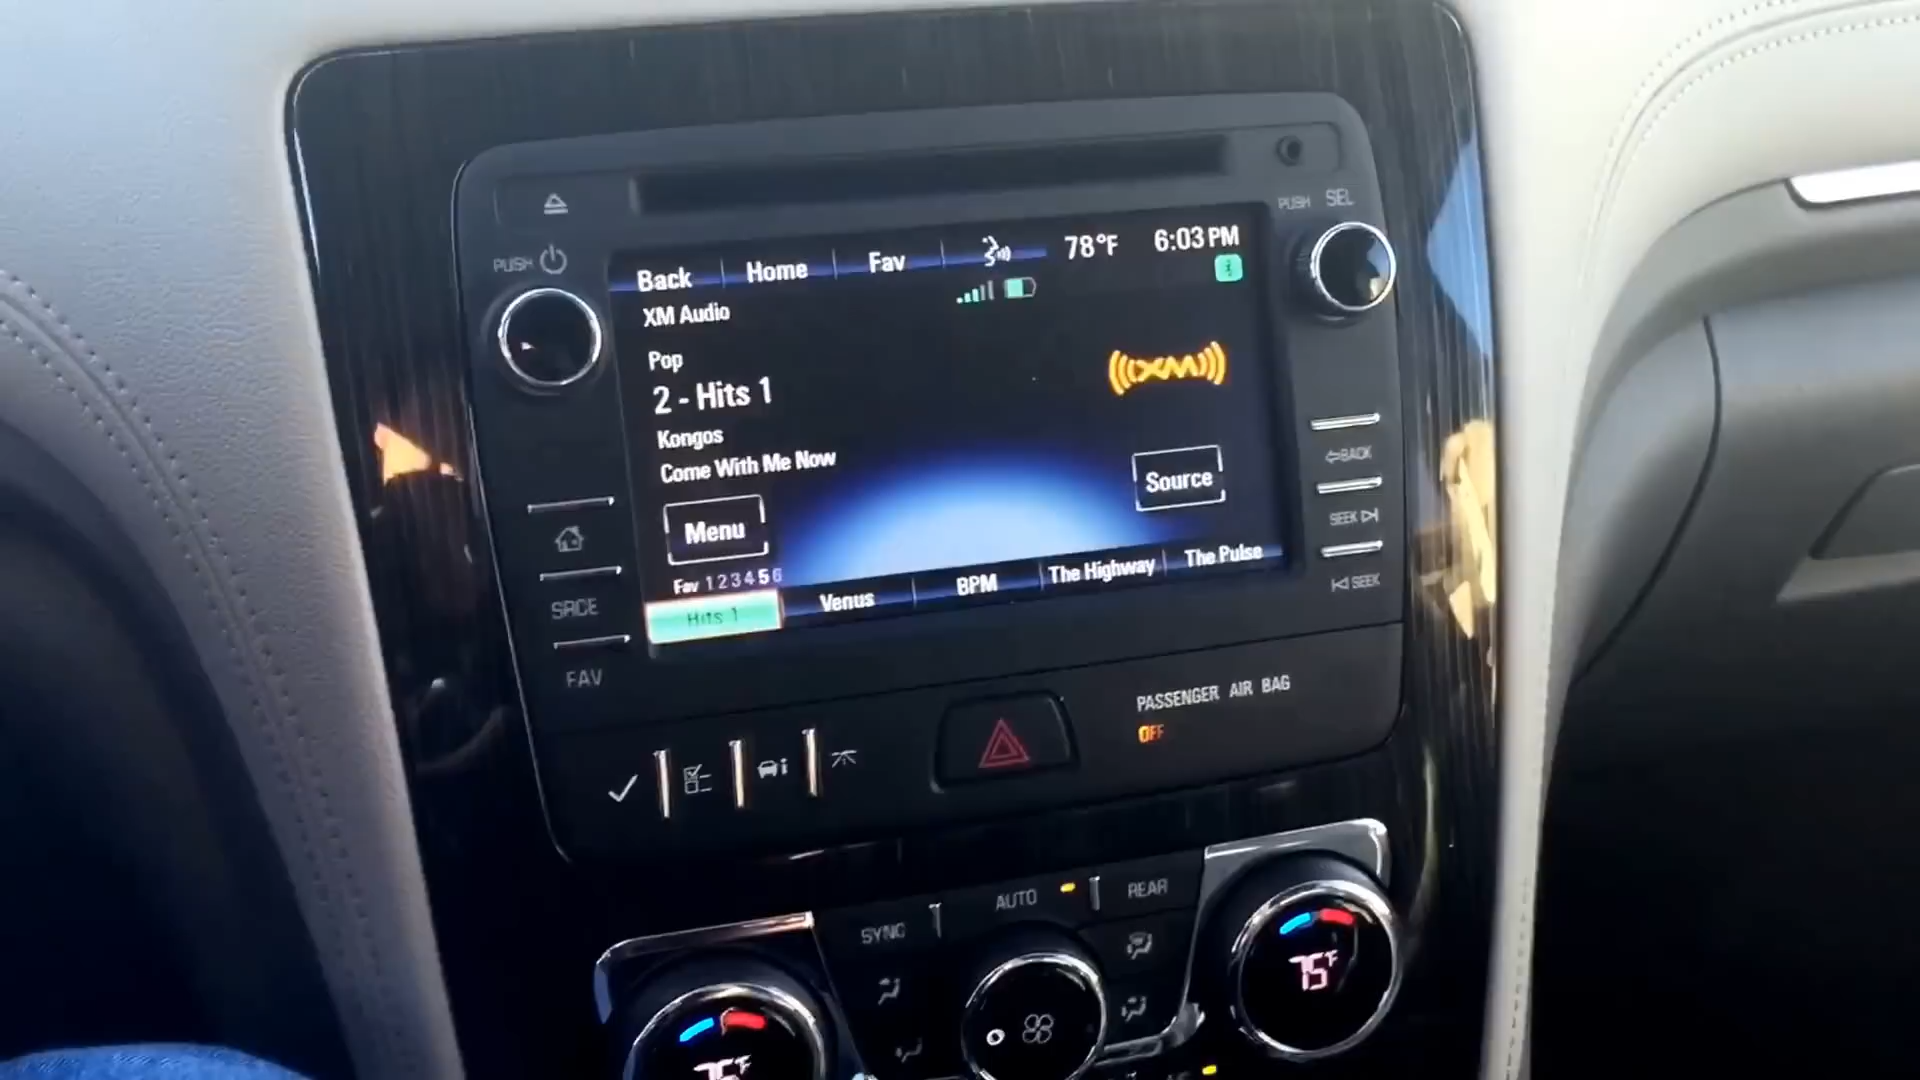 PUSH
PUSH SEL
Back Home Fav 78°F 6:03 PM
XM Audio
Pop
2 - Hits 1
XM
Kongos
Come With Me Now
Menu
Source
Fav 1 2 3 4 5 6
Hits 1 Venus BPM The Highway The Pulse
SRCE
FAV
BACK
SEEK
SEEK
PASSENGER AIR BAG
OFF
SYNC AUTO REAR
75°F
75°F